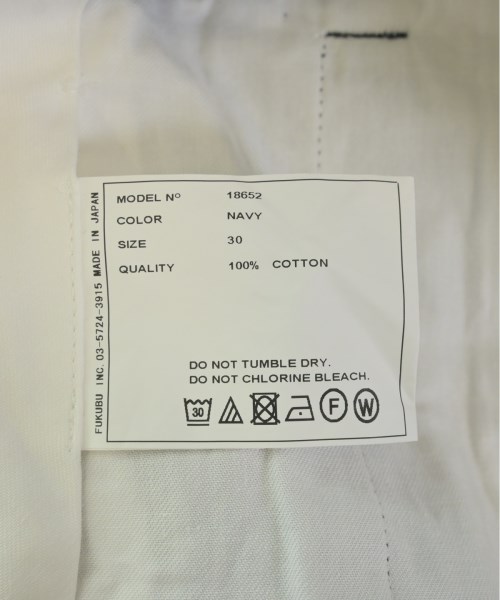 MODEL Nº 18652
COLOR NAVY
SIZE 30
QUALITY 100% COTTON
DO NOT TUMBLE DRY.
DO NOT CHLORINE BLEACH.
30 F W
FUKUBU INC. 03-5724-3915 MADE IN JAPAN